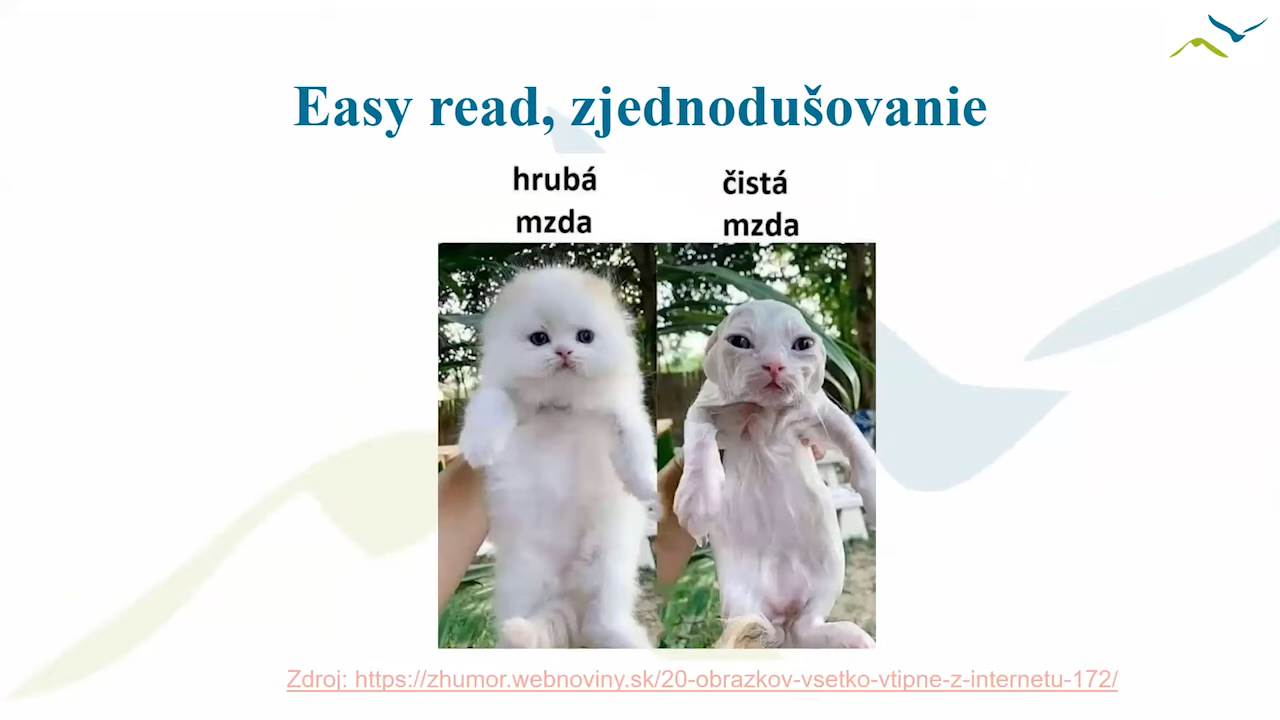 Easy read, zjednodušovanie
hrubá
mzda
čistá
mzda
Zdroj: https://zhumor.webnoviny.sk/20-obrazkov-vsetko-vtipne-z-internetu-172/